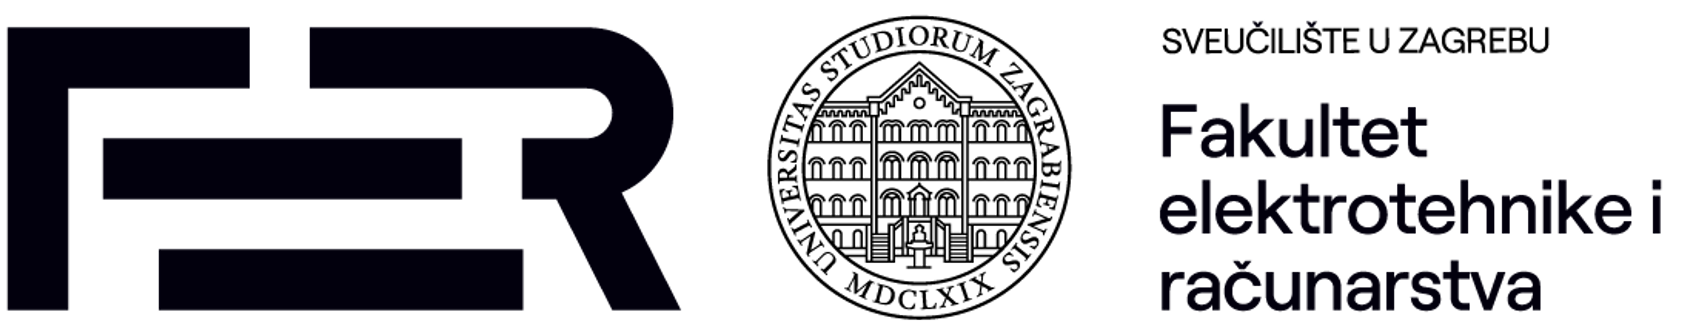 FER
UNIVERSITAS STUDIORUM ZAGRABIENSIS
MDCLXIX
SVEUČILIŠTE U ZAGREBU
Fakultet
elektrotehnike i
računarstva